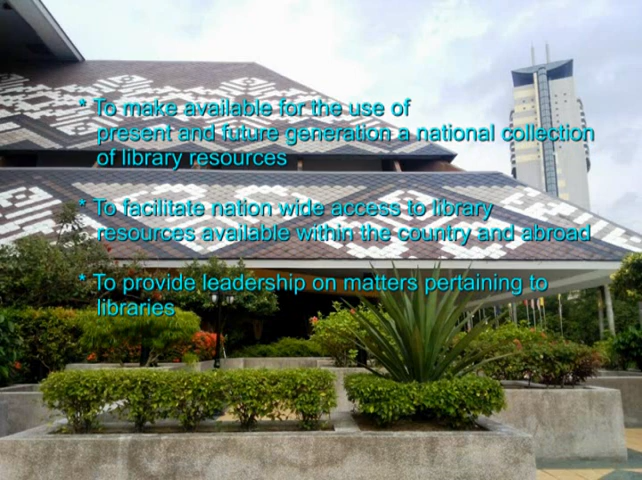 * To make available for the use of
present and future generation a national collection
of library resources
* To facilitate nation wide access to library
resources available within the country and abroad
* To provide leadership on matters pertaining to
libraries